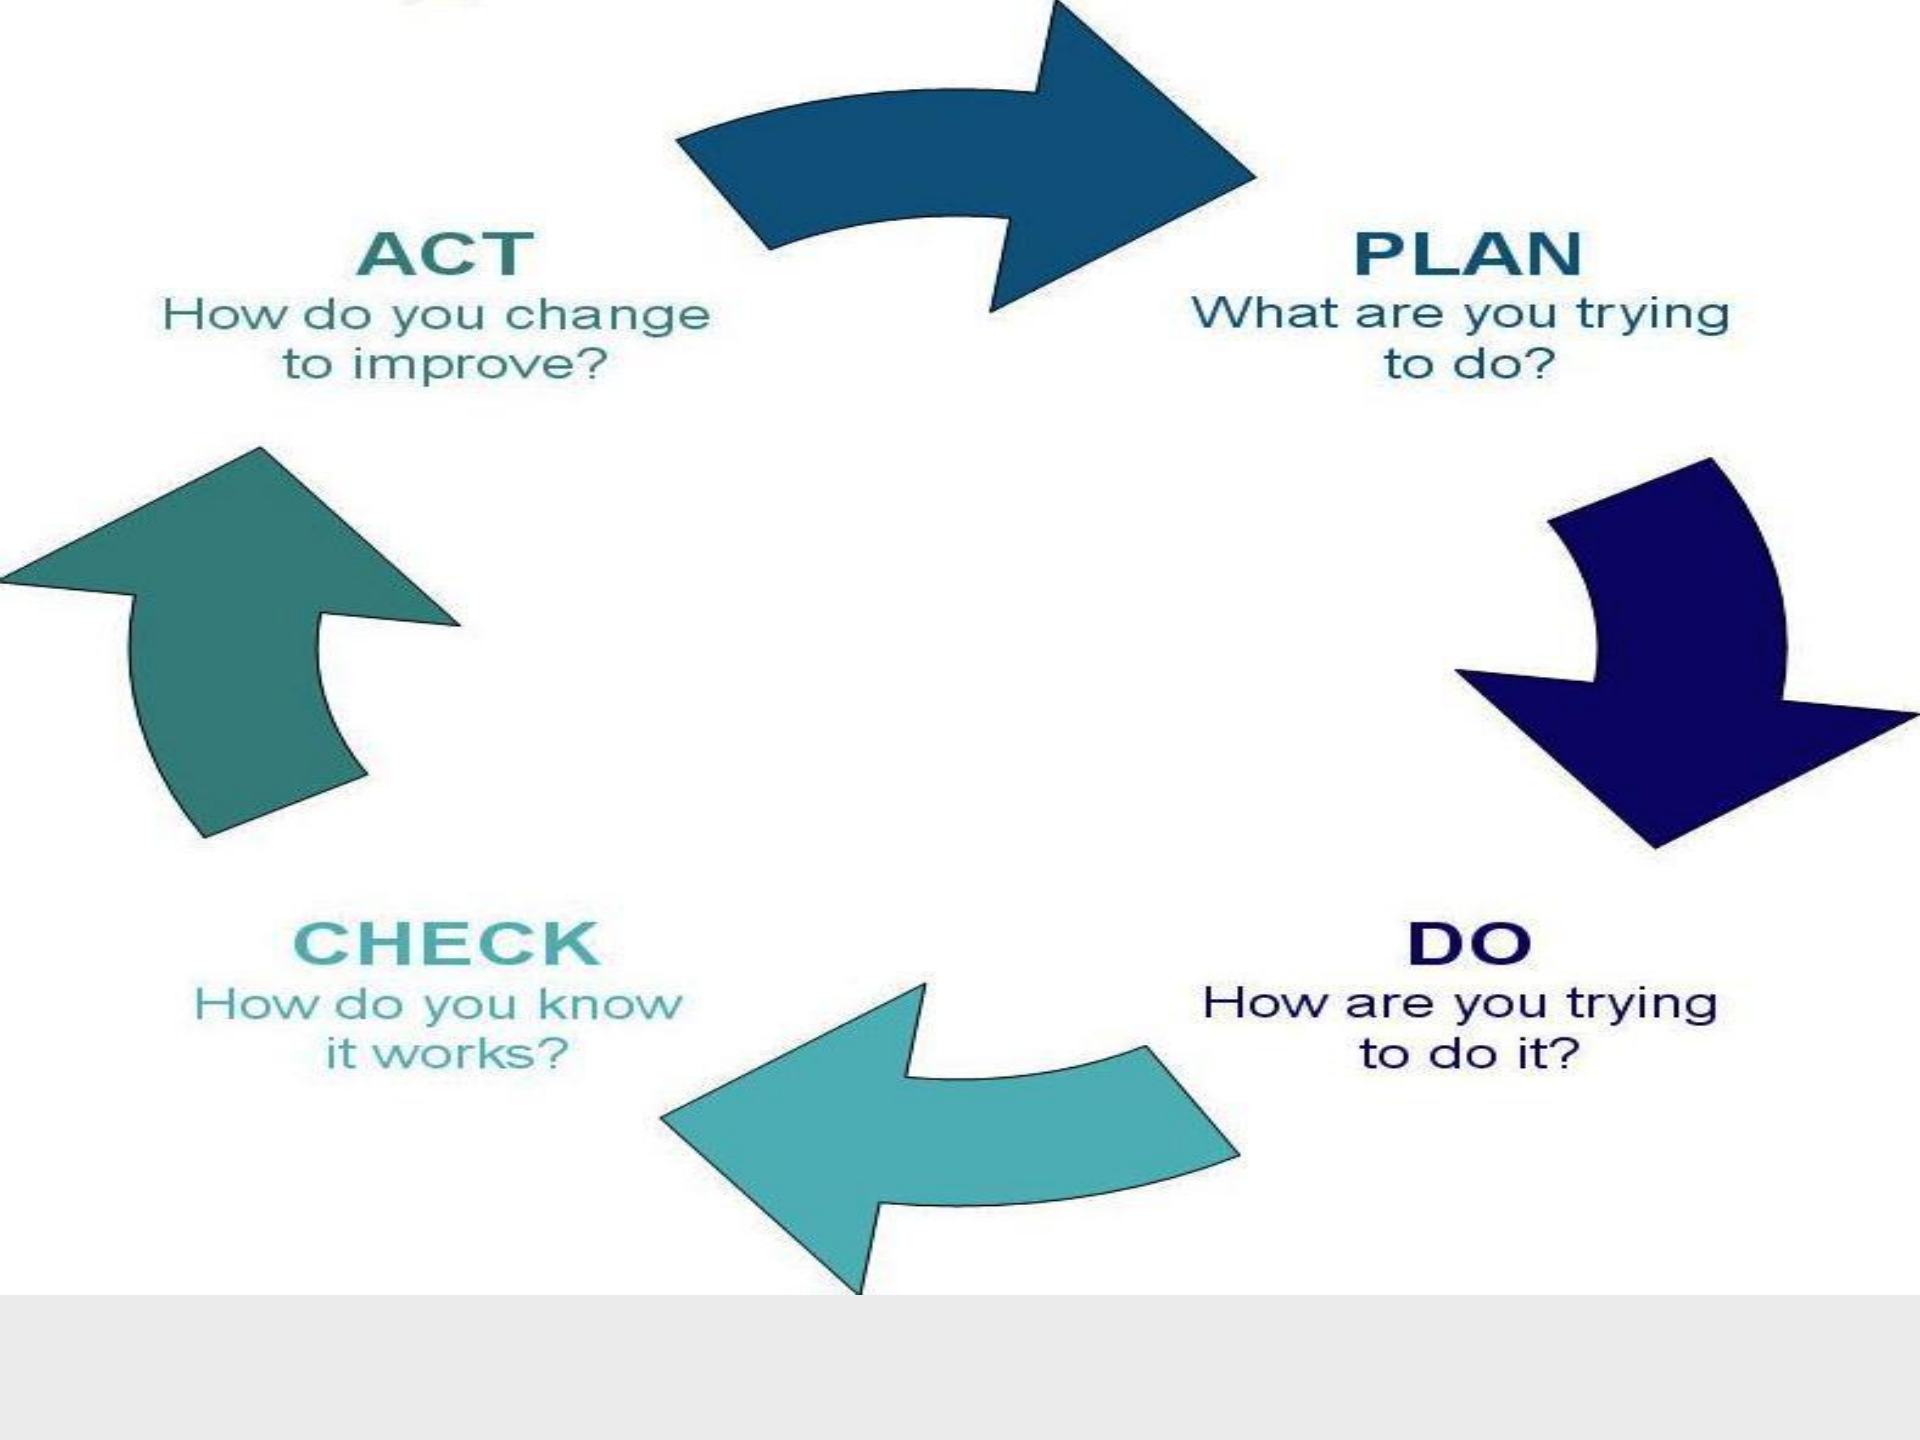 ACT
How do you change
to improve?
PLAN
What are you trying
to do?
CHECK
How do you know
it works?
DO
How are you trying
to do it?